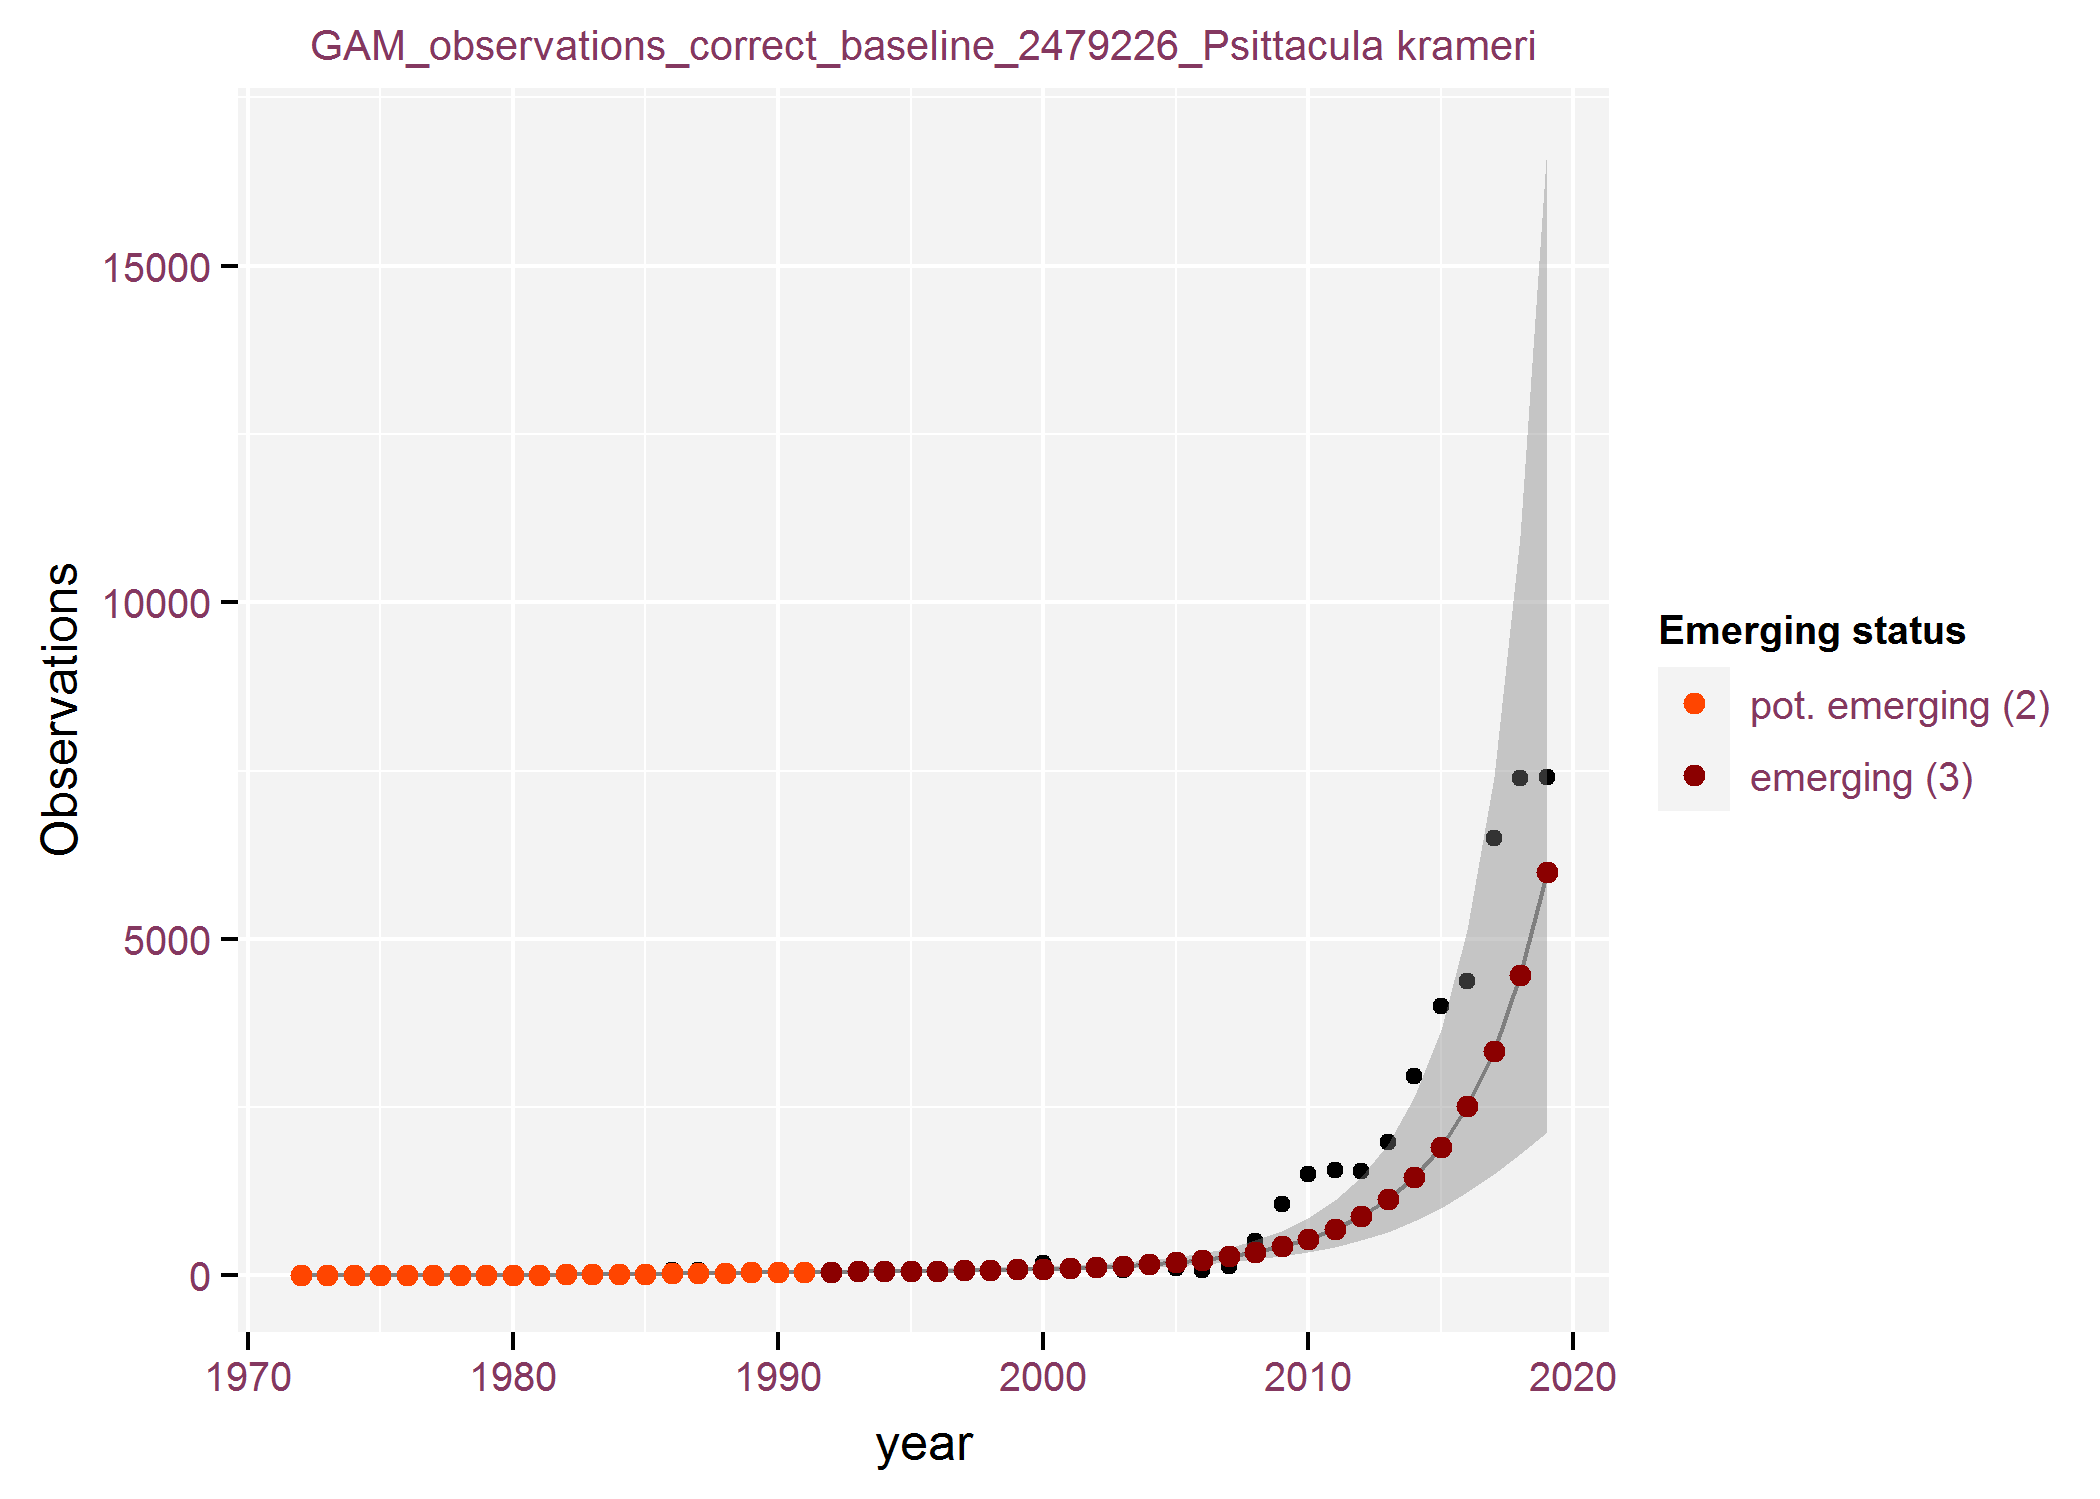 GAM_observations_correct_baseline_2479226_Psittacula krameri
Observations
15000
10000
5000
0
1970 1980 1990 2000 2010 2020
year
Emerging status
pot. emerging (2)
emerging (3)